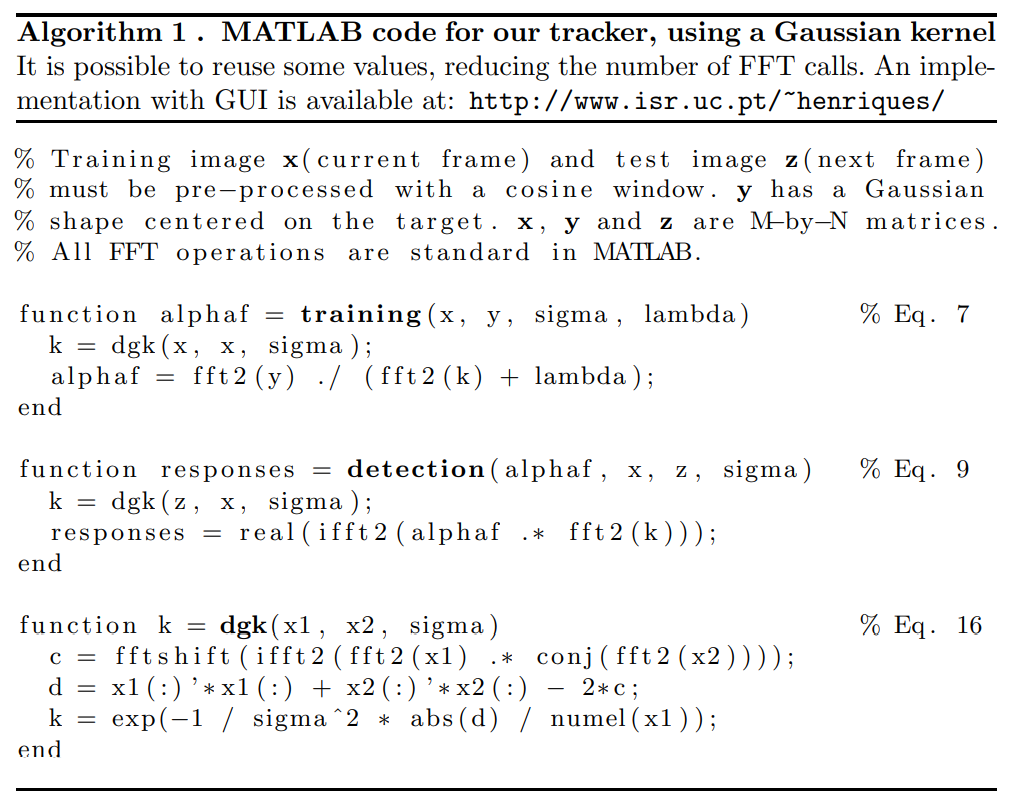 Algorithm 1 . MATLAB code for our tracker, using a Gaussian kernel
It is possible to reuse some values, reducing the number of FFT calls. An imple-
mentation with GUI is available at: http://www.isr.uc.pt/~henriques/
% Training image x(current frame) and test image z(next frame)
% must be pre−processed with a cosine window. y has a Gaussian
% shape centered on the target. x, y and z are M−by−N matrices.
% All FFT operations are standard in MATLAB.
function alphaf = training(x, y, sigma, lambda) % Eq. 7
k = dgk(x, x, sigma);
alphaf = fft2(y) ./ (fft2(k) + lambda);
end
function responses = detection(alphaf, x, z, sigma) % Eq. 9
k = dgk(z, x, sigma);
responses = real(ifft2(alphaf .* fft2(k)));
end
function k = dgk(x1, x2, sigma) % Eq. 16
c = fftshift(ifft2(fft2(x1) .* conj(fft2(x2))));
d = x1(:)'*x1(:) + x2(:)'*x2(:) − 2*c;
k = exp(−1 / sigma^2 * abs(d) / numel(x1));
end